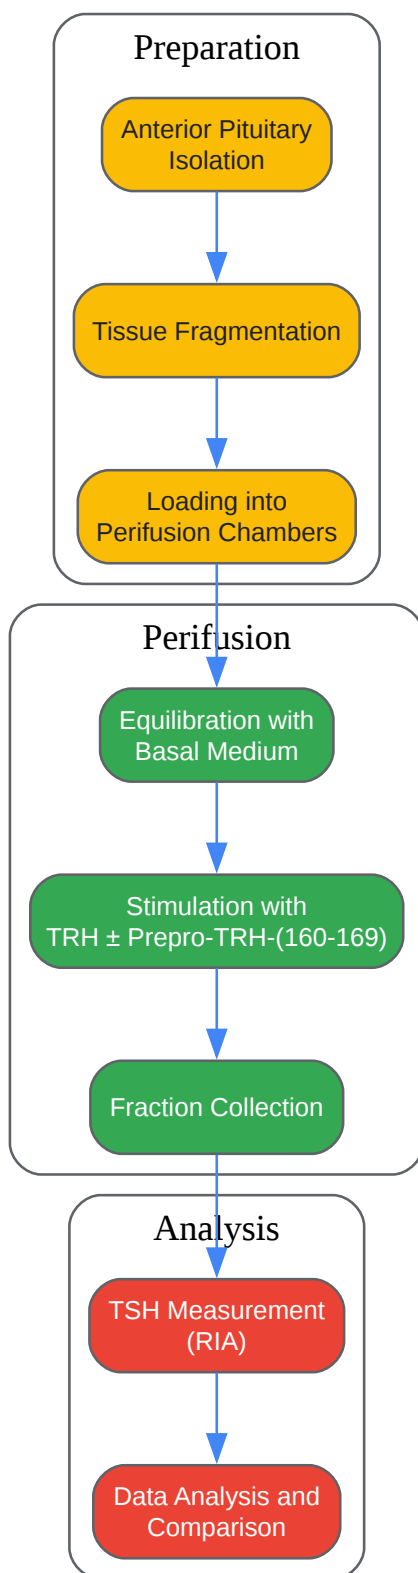 Preparation
Anterior Pituitary
Isolation
Tissue Fragmentation
Loading into
Perifusion Chambers
Perifusion
Equilibration with
Basal Medium
Stimulation with
TRH ± Prepro-TRH-(160-169)
Fraction Collection
Analysis
TSH Measurement
(RIA)
Data Analysis and
Comparison